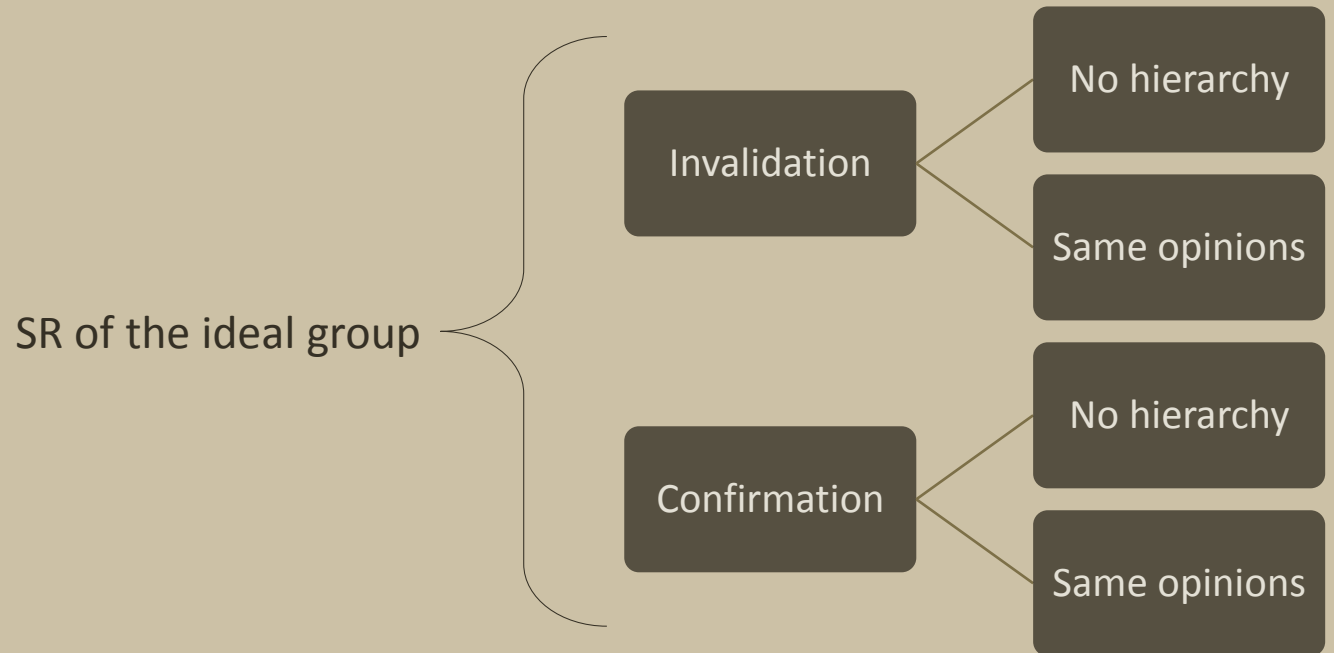 SR of the ideal group
Invalidation
No hierarchy
Same opinions
Confirmation
No hierarchy
Same opinions